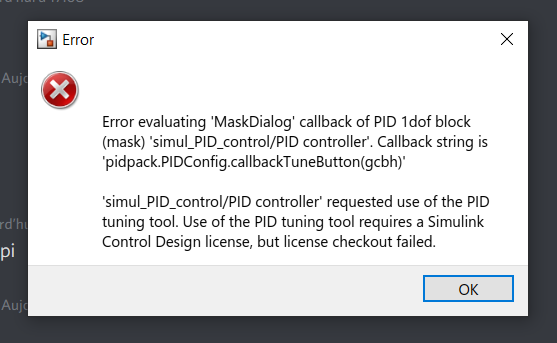 Error
Aujo
Error evaluating 'MaskDialog' callback of PID 1dof block
(mask) 'simul_PID_control/PID controller'. Callback string is
'pidpack.PIDConfig.callbackTuneButton(gcbh)'
'simul_PID_control/PID controller' requested use of the PID
tuning tool. Use of the PID tuning tool requires a Simulink
Control Design license, but license checkout failed.
rd'hu
pi
Aujo
OK